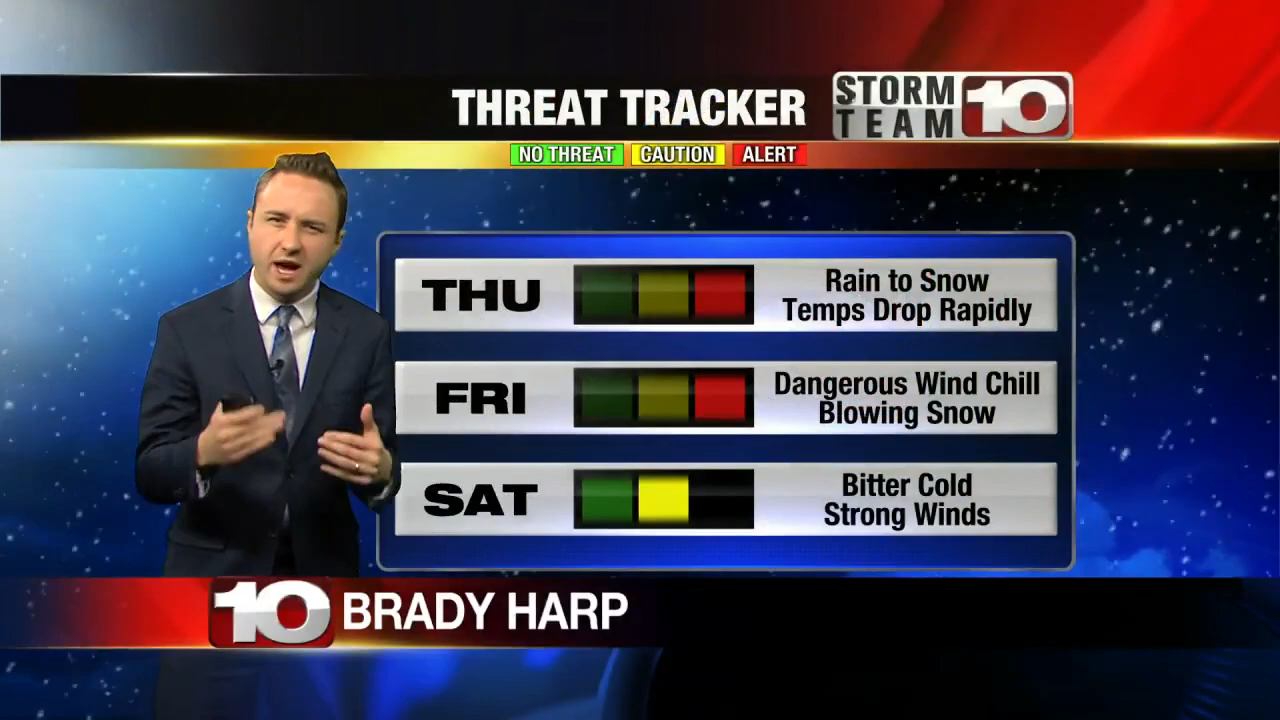 THREAT TRACKER
STORM
TEAM
10
NO THREAT CAUTION ALERT
THU
Rain to Snow
Temps Drop Rapidly
FRI
Dangerous Wind Chill
Blowing Snow
SAT
Bitter Cold
Strong Winds
10 BRADY HARP